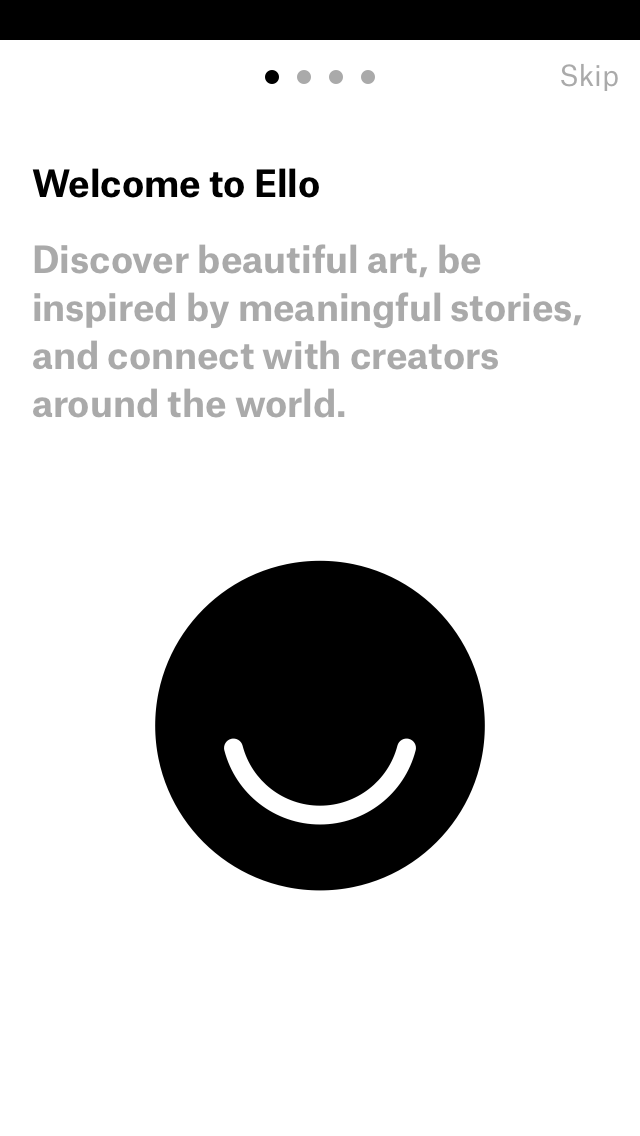 Skip
Welcome to Ello
Discover beautiful art, be
inspired by meaningful stories,
and connect with creators
around the world.